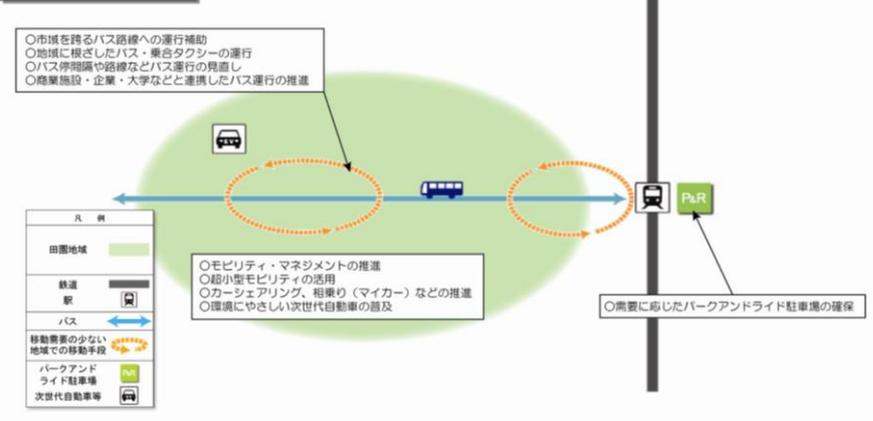 ○市域を跨るバス路線への運行補助
○地域に根ざしたバス・乗合タクシーの運行
○バス停間隔や路線などバス運行の見直し
○商業施設・企業・大学などと連携したバス運行の推進
P&R
凡 例
田園地域
鉄道
駅
バス
移動需要の少ない
地域での移動手段
パークアンド
ライド駐車場
P&R
次世代自動車等
○モビリティ・マネジメントの推進
○超小型モビリティの活用
○カーシェアリング、相乗り(マイカー)などの推進
○環境にやさしい次世代自動車の普及
○需要に応じたパークアンドライド駐車場の確保